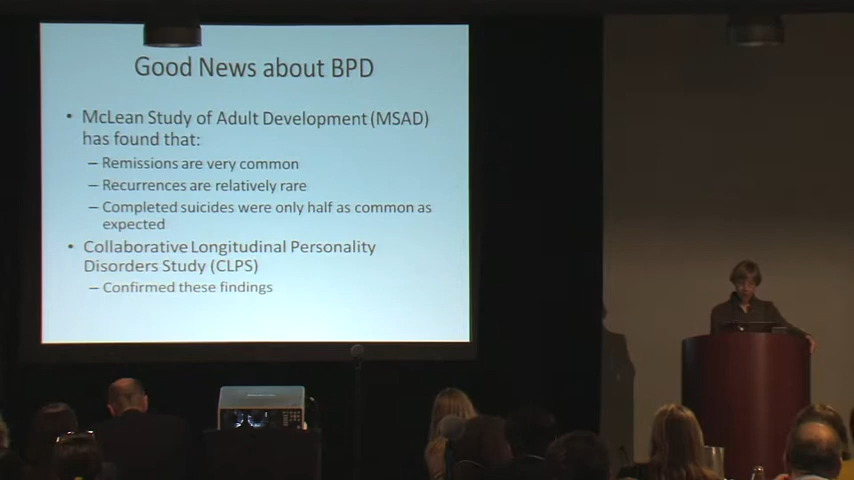 Good News about BPD
• McLean Study of Adult Development (MSAD)
has found that:
– Remissions are very common
– Recurrences are relatively rare
– Completed suicides were only half as common as
expected
• Collaborative Longitudinal Personality
Disorders Study (CLPS)
– Confirmed these findings